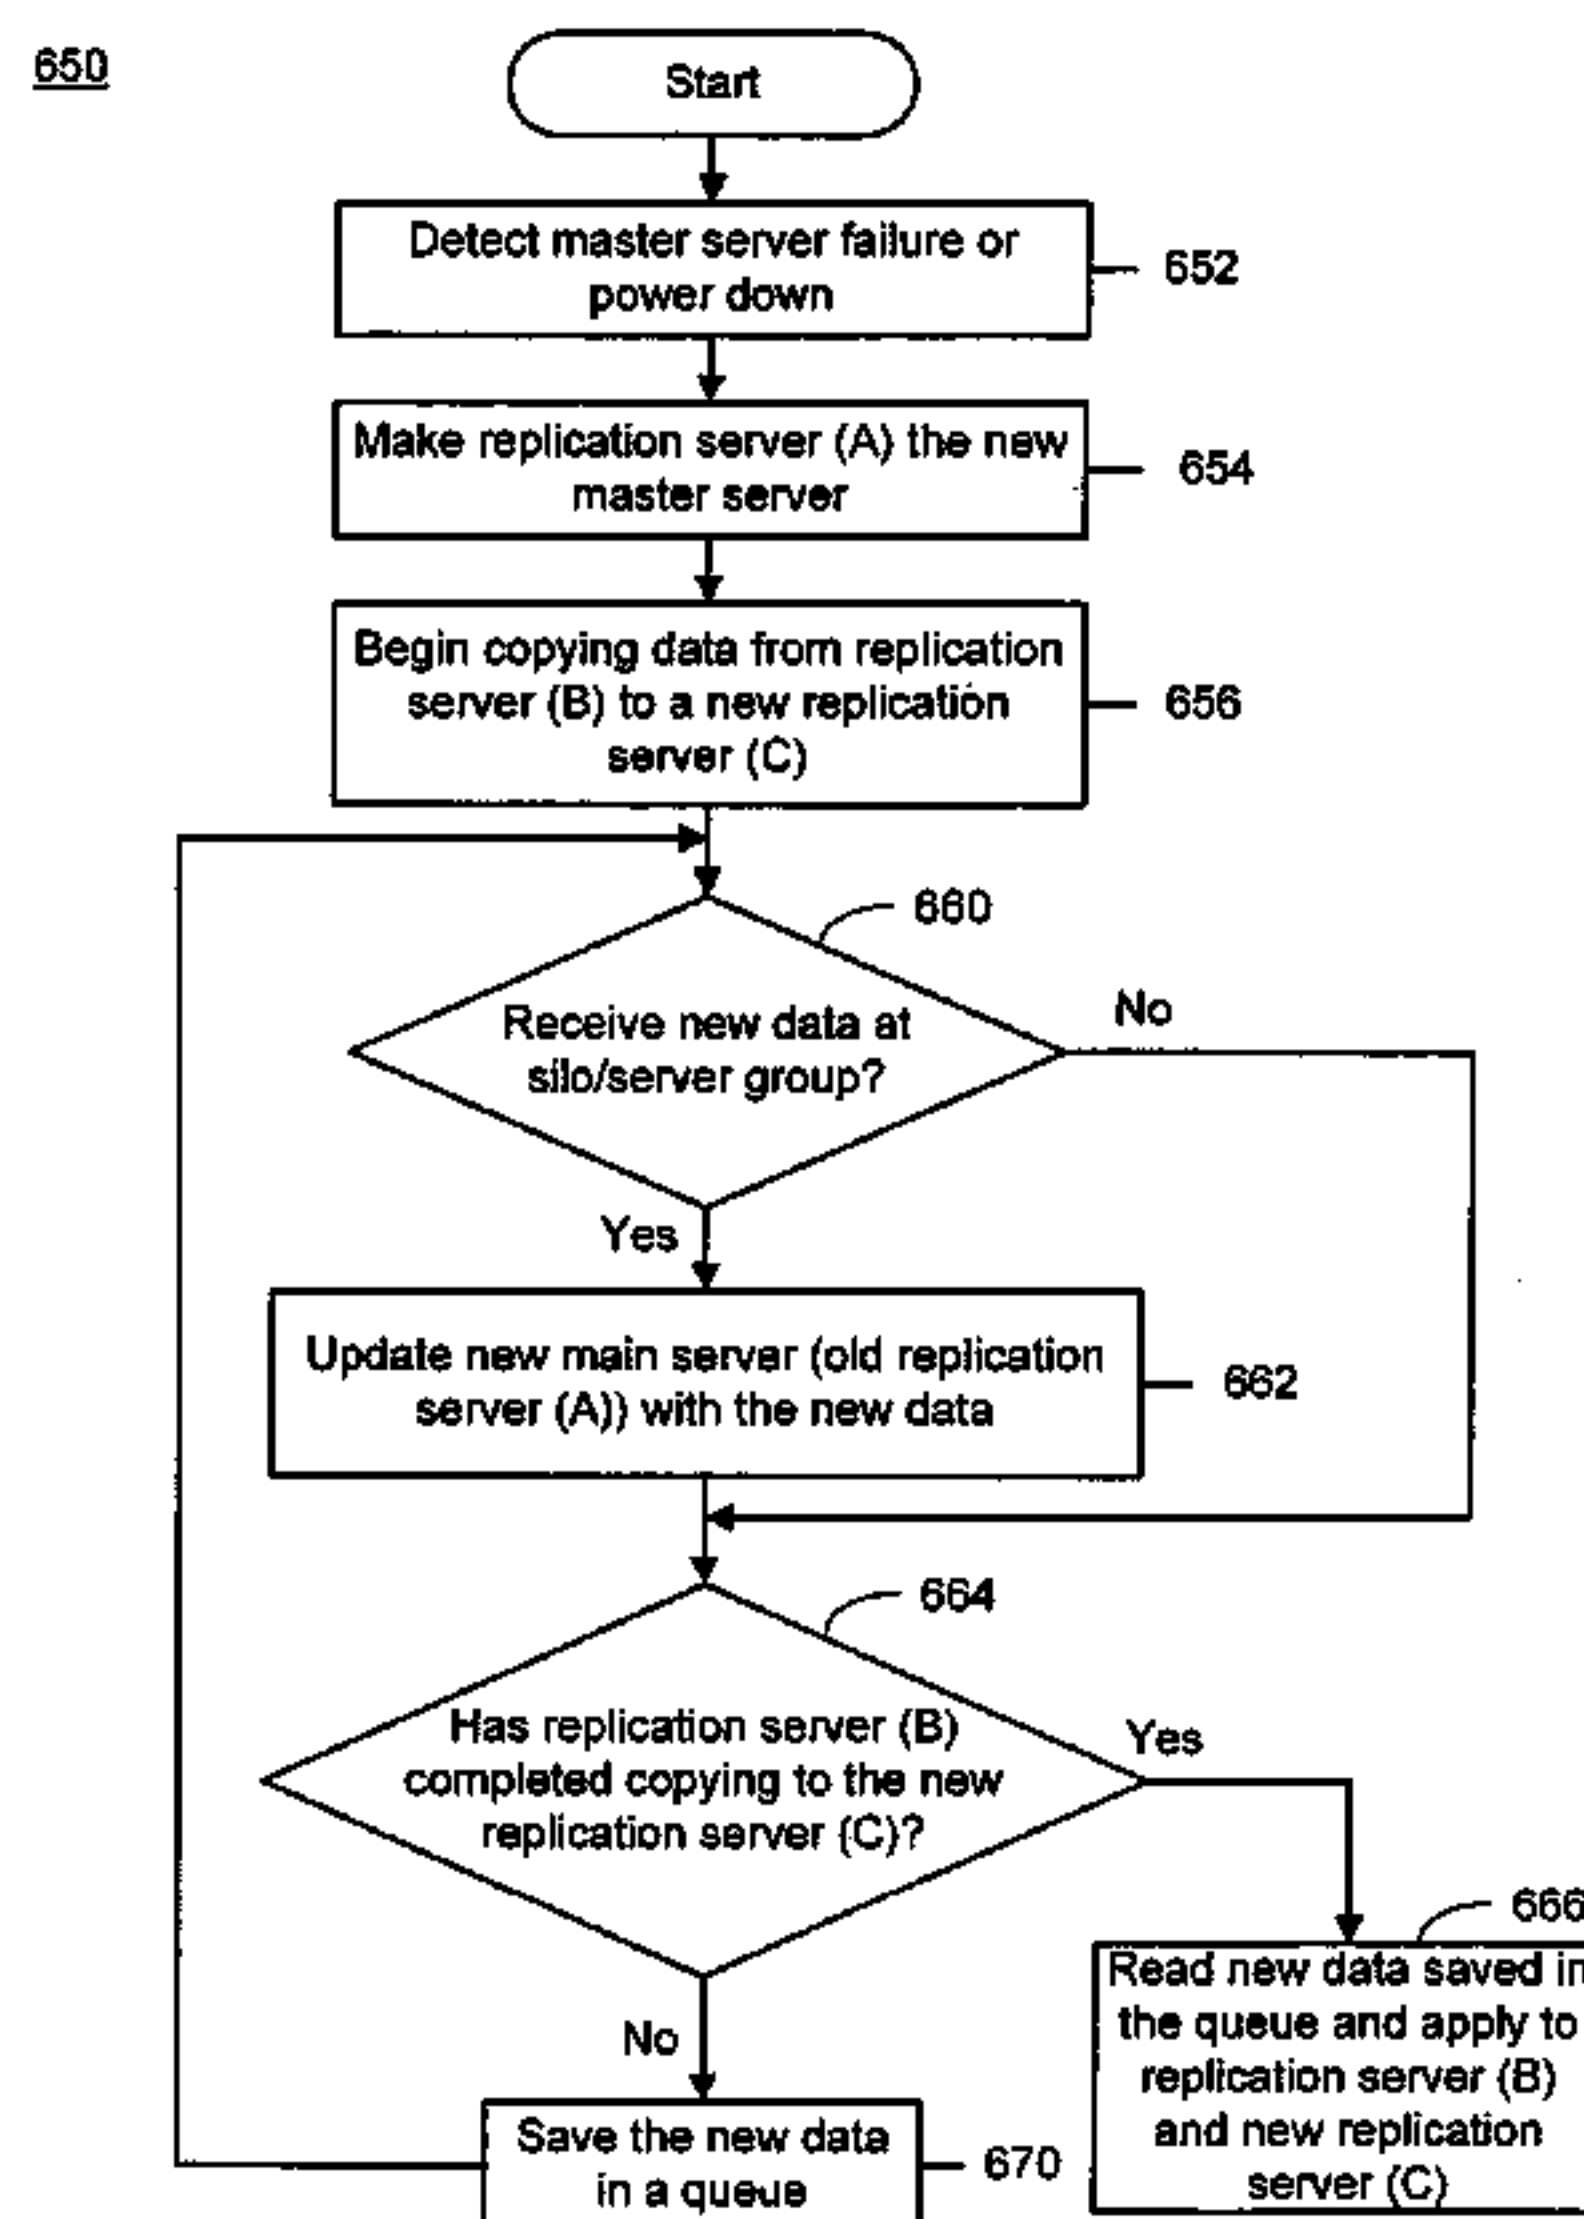 650
Start
Detect master server failure or
power down
652
Make replication server (A) the new
master server
654
Begin copying data from replication
server (B) to a new replication
server (C)
656
660
Receive new data at
silo/server group?
No
Yes
Update new main server (old replication
server (A)) with the new data
662
664
Has replication server (B)
completed copying to the new
replication server (C)?
Yes
No
666
Read new data saved in
the queue and apply to
replication server (B)
and new replication
server (C)
Save the new data
in a queue
670